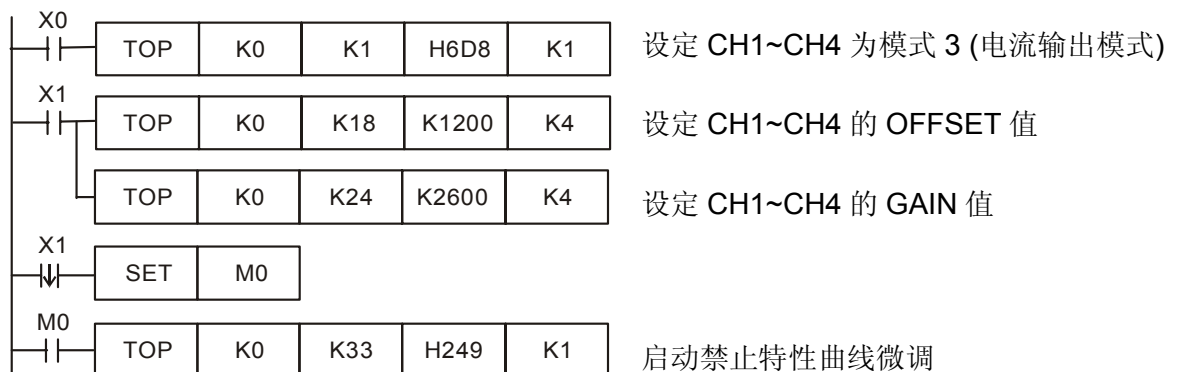 X0
TOP K0 K1 H6D8 K1 设定 CH1~CH4 为模式 3 (电流输出模式)
X1
TOP K0 K18 K1200 K4 设定 CH1~CH4 的 OFFSET 值
TOP K0 K24 K2600 K4 设定 CH1~CH4 的 GAIN 值
X1
SET M0
M0
TOP K0 K33 H249 K1 启动禁止特性曲线微调